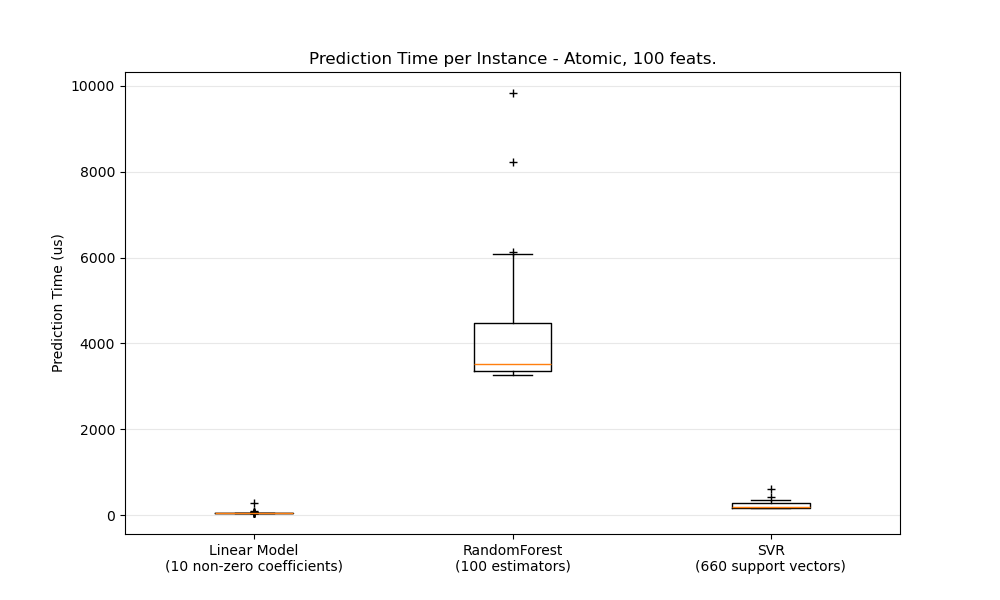 Prediction Time per Instance - Atomic, 100 feats.
Prediction Time (us)
10000
8000
6000
4000
2000
0
Linear Model
(10 non-zero coefficients)
RandomForest
(100 estimators)
SVR
(660 support vectors)